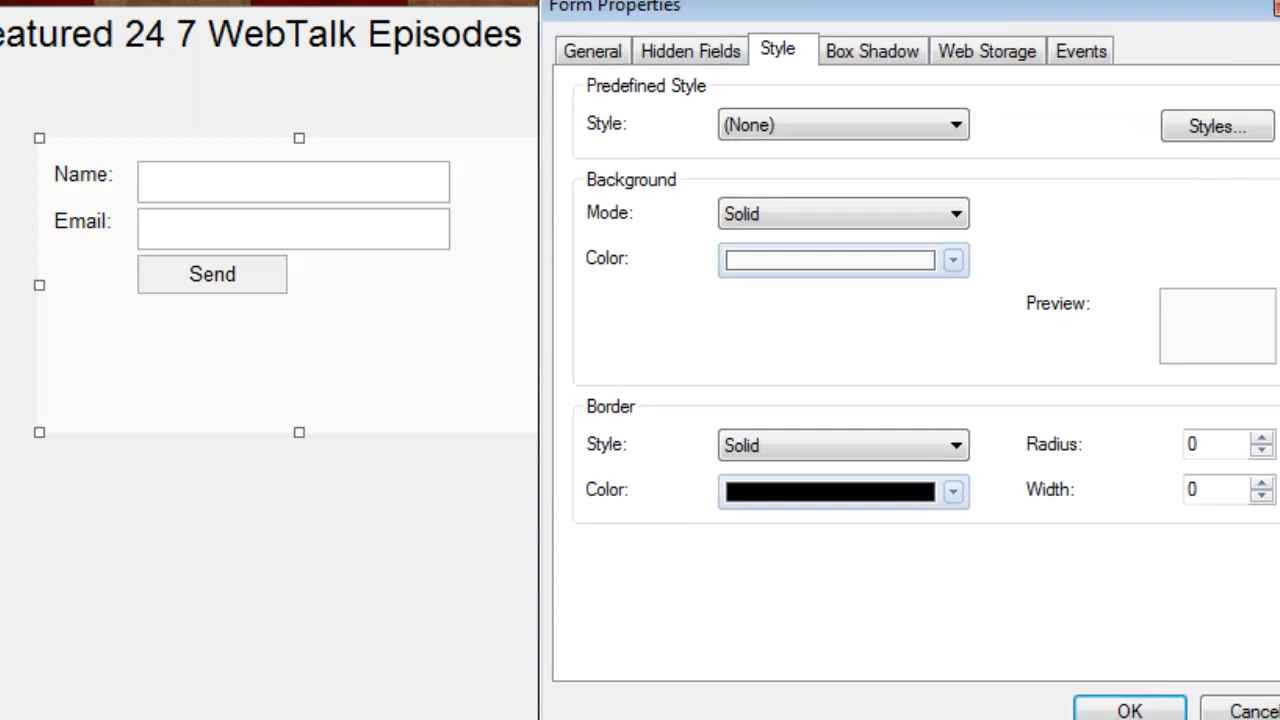 eatured 24 7 WebTalk Episodes
Name:
Email:
Send
Form Properties
General Hidden Fields Style Box Shadow Web Storage Events
Predefined Style
Style: (None) Styles...
Background
Mode: Solid
Color:
Preview:
Border
Style: Solid Radius: 0
Color: Width: 0
OK Cance